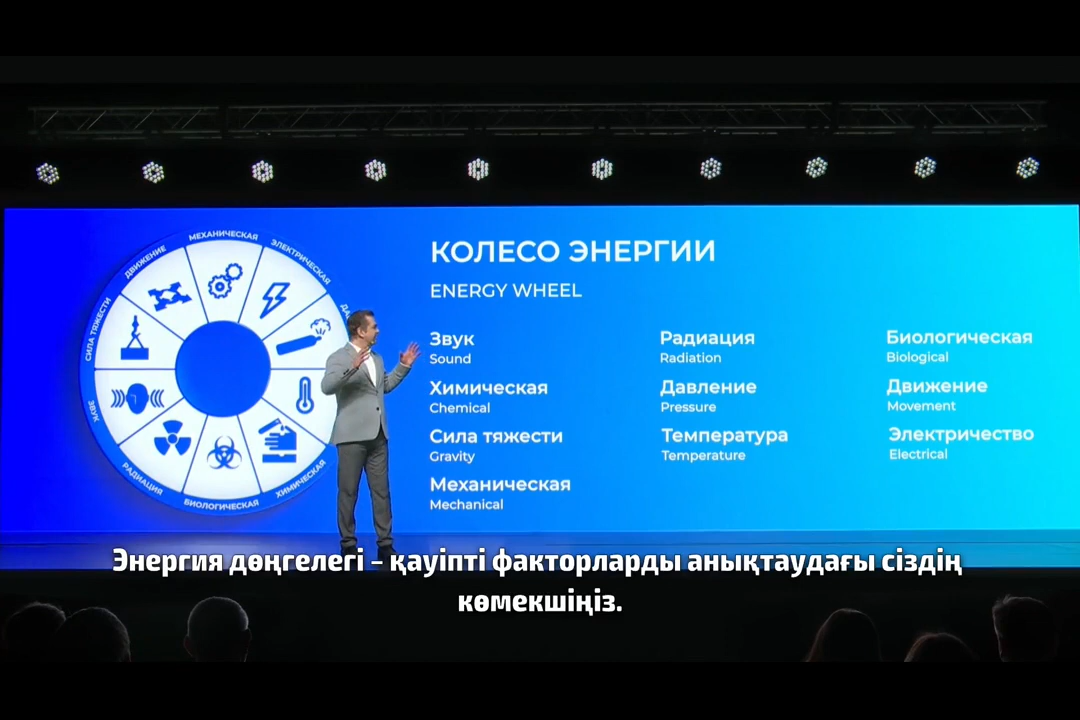 МЕХАНИЧЕСКАЯ
ЭЛЕКТРИЧЕСКАЯ
ДВИЖЕНИЕ
СИЛА ТЯЖЕСТИ
ЗВУК
РАДИАЦИЯ
БИОЛОГИЧЕСКАЯ
ХИМИЧЕСКАЯ
КОЛЕСО ЭНЕРГИИ
ENERGY WHEEL
Звук
Sound
Химическая
Chemical
Сила тяжести
Gravity
Механическая
Mechanical
Радиация
Radiation
Давление
Pressure
Температура
Temperature
Биологическая
Biological
Движение
Movement
Электричество
Electrical
Энергия дөңгелегі – қауіпті факторларды анықтаудағы сіздің
көмекшіңіз.